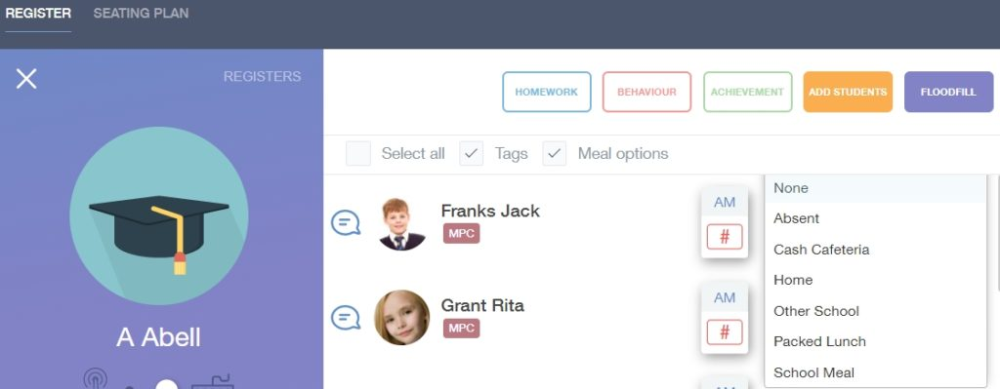 REGISTER SEATING PLAN
REGISTERS
HOMEWORK BEHAVIOUR ACHIEVEMENT ADD STUDENTS FLOODFILL
Select all Tags Meal options
A Abell
Franks Jack
MPC
AM
#
Grant Rita
MPC
AM
#
AM
None
Absent
Cash Cafeteria
Home
Other School
Packed Lunch
School Meal